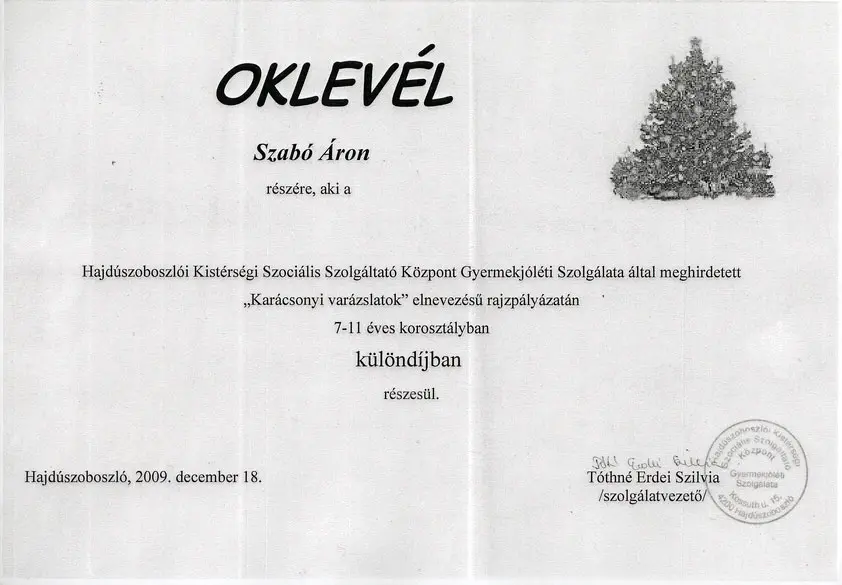 OKLEVÉL
Szabó Áron
részére, aki a
Hajdúszoboszlói Kistérségi Szociális Szolgáltató Központ Gyermekjóléti Szolgálata által meghirdetett
„Karácsonyi varázslatok” elnevezésű rajzpályázatán
7-11 éves korosztályban
különdíjban
részesül.
Hajdúszoboszló, 2009. december 18.
Tóthné Erdei Szilvia
/szolgálatvezető/
Hajdúszoboszlói Kistérségi
Szociális Szolgáltató
Központ
Gyermekjóléti
Szolgálata
Kossuth u. 15.
4200 Hajdúszoboszló